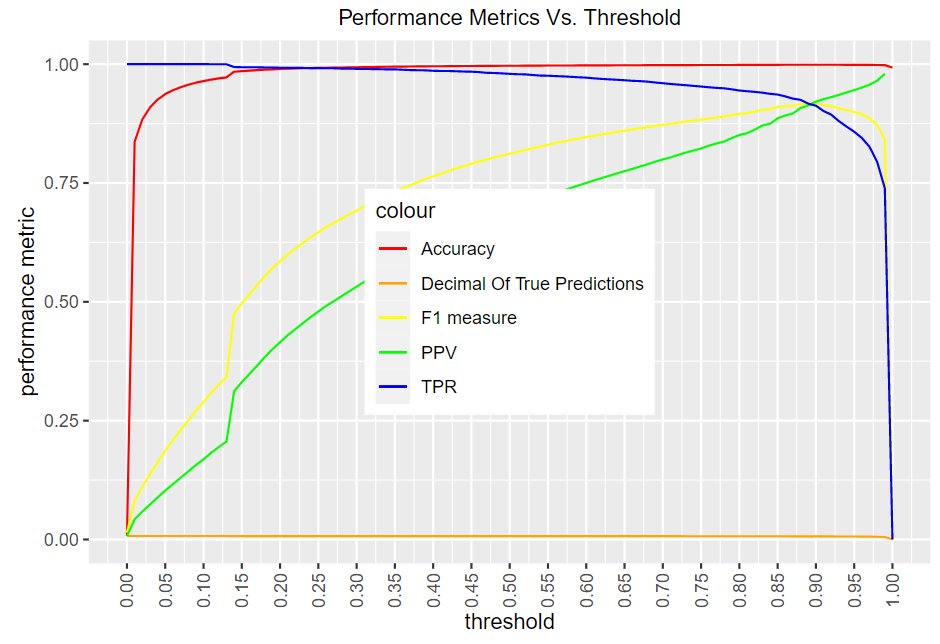 Performance Metrics Vs. Threshold
performance metric
1.00
0.75
0.50
0.25
0.00
colour
Accuracy
Decimal Of True Predictions
F1 measure
PPV
TPR
0.00
0.05
0.10
0.15
0.20
0.25
0.30
0.35
0.40
0.45
0.50
0.55
0.60
0.65
0.70
0.75
0.80
0.85
0.90
0.95
1.00
threshold